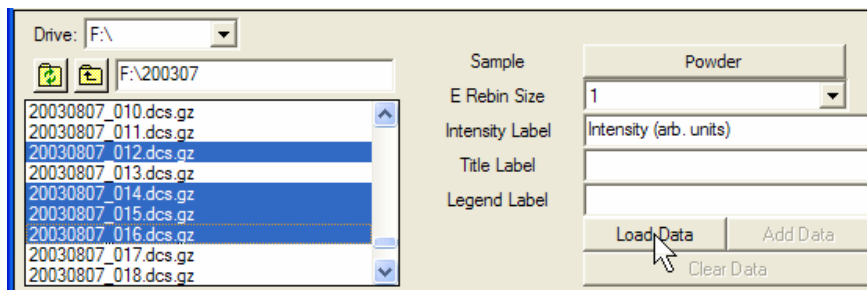 Drive: F:\
F:\200307
20030807_010.dcs.gz
20030807_011.dcs.gz
20030807_012.dcs.gz
20030807_013.dcs.gz
20030807_014.dcs.gz
20030807_015.dcs.gz
20030807_016.dcs.gz
20030807_017.dcs.gz
20030807_018.dcs.gz
Sample Powder
E Rebin Size 1
Intensity Label Intensity (arb. units)
Title Label
Legend Label
Load Data Add Data
Clear Data